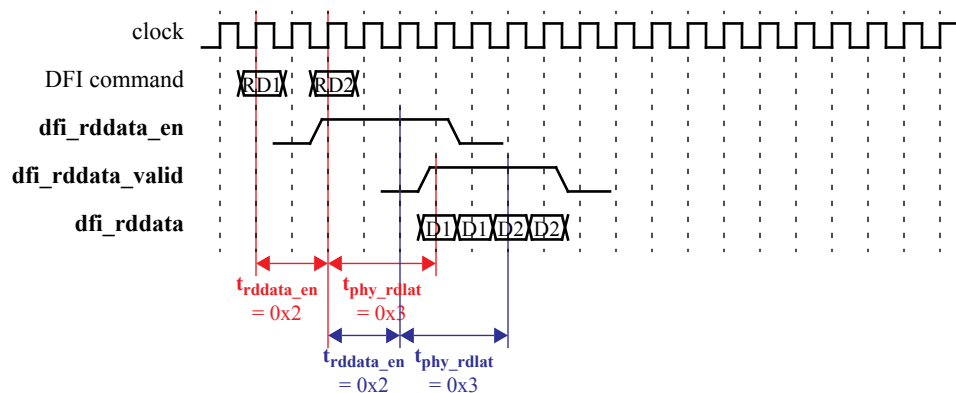 clock
DFI command RD1 RD2
dfi_rddata_en
dfi_rddata_valid
dfi_rddata D1 D1 D2 D2
trddata_en tphy_rdlat
= 0x2 = 0x3
trddata_en tphy_rdlat
= 0x2 = 0x3